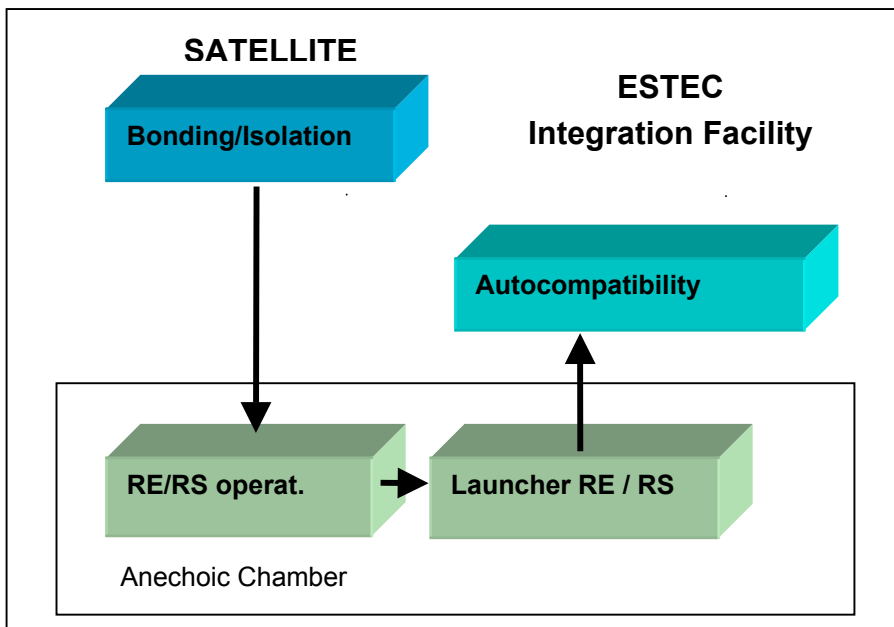 SATELLITE
ESTEC
Integration Facility
Bonding/Isolation
Autocompatibility
RE/RS operat.
Launcher RE / RS
Anechoic Chamber